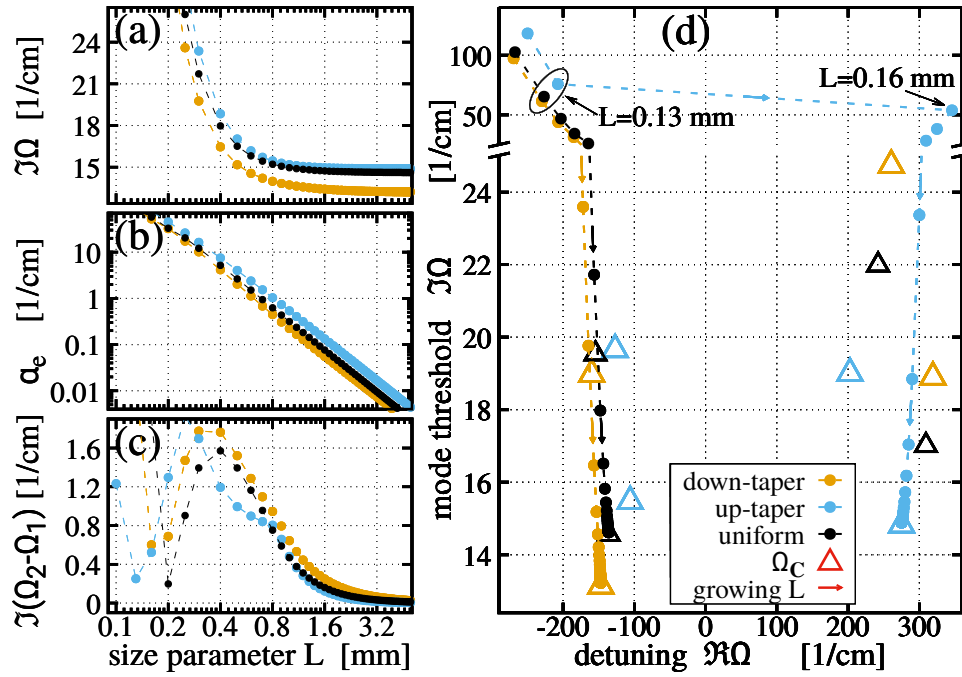 (a)
ℑΩ [1/cm]
24
21
18
15
(b)
αe [1/cm]
10
1
0.1
0.01
(c)
ℑ(Ω2-Ω1) [1/cm]
1.6
1.2
0.8
0.4
0
0.1 0.2 0.4 0.8 1.6 3.2
size parameter L [mm]
(d)
mode threshold ℑΩ [1/cm]
100
50
24
22
20
18
16
14
L=0.16 mm
L=0.13 mm
down-taper
up-taper
uniform
ΩC
growing L
-200 -100 0 100 200 300
detuning ℜΩ [1/cm]